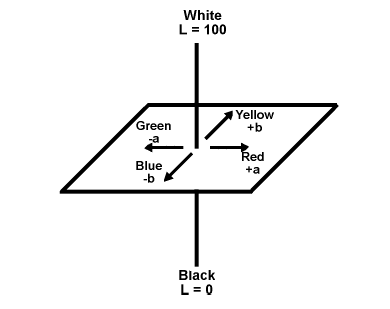 White
L = 100
Yellow
+b
Green
-a
Red
+a
Blue
-b
Black
L = 0